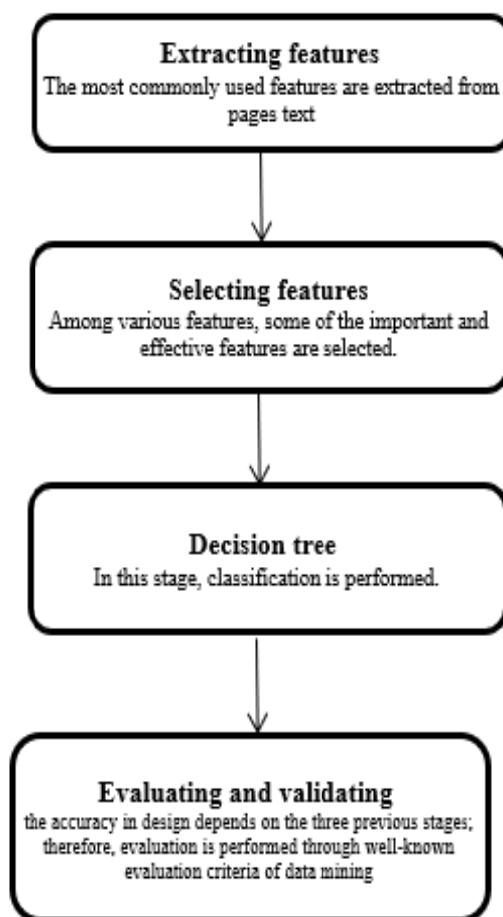 Extracting features
The most commonly used features are extracted from
pages text
Selecting features
Among various features, some of the important and
effective features are selected.
Decision tree
In this stage, classification is performed.
Evaluating and validating
the accuracy in design depends on the three previous stages;
therefore, evaluation is performed through well-known
evaluation criteria of data mining